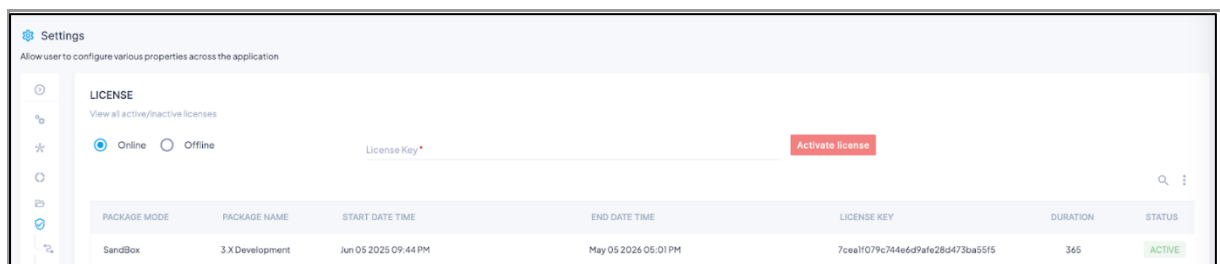 Settings
Allow user to configure various properties across the application
LICENSE
View all active/inactive licenses
Online Offline License Key* Activate license
PACKAGE MODE PACKAGE NAME START DATE TIME END DATE TIME LICENSE KEY DURATION STATUS
SandBox 3.X Development Jun 05 2025 09:44 PM May 05 2026 05:01 PM 7cea1f079c744e6d9afe28d473ba55f5 365 ACTIVE